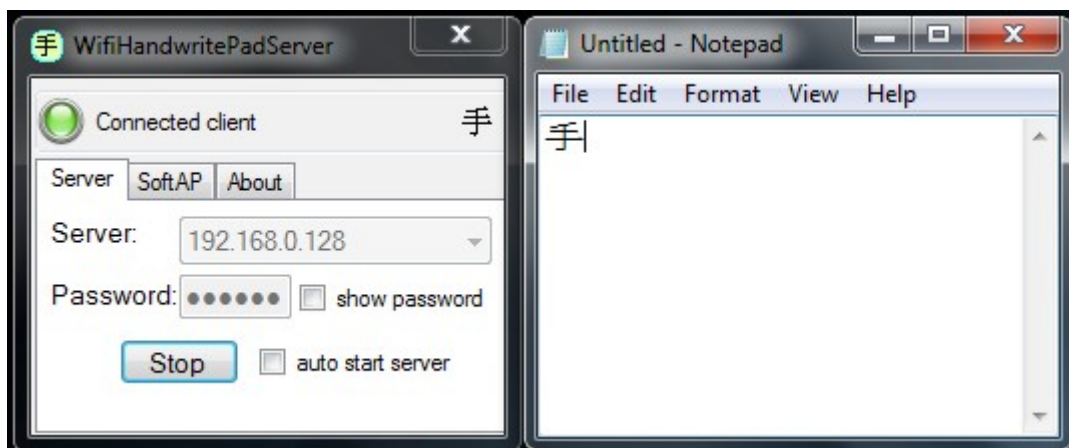 手 WifiHandwritePadServer x
Connected client 手
Server SoftAP About
Server: 192.168.0.128
Password: ●●●●●● show password
Stop auto start server
Untitled - Notepad x
File Edit Format View Help
手